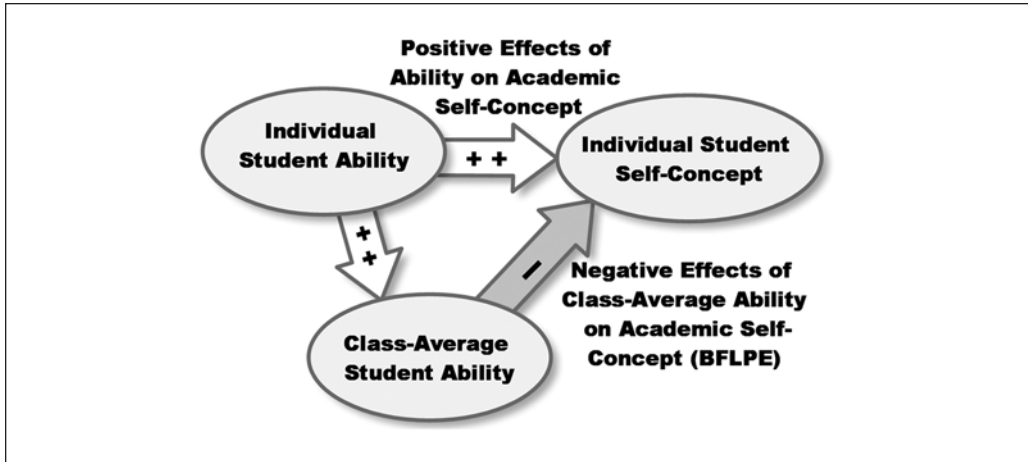 Positive Effects of
Ability on Academic
Self-Concept
Individual
Student Ability
+ +
Individual Student
Self-Concept
+
+
–
Negative Effects of
Class-Average Ability
on Academic Self-
Concept (BFLPE)
Class-Average
Student Ability